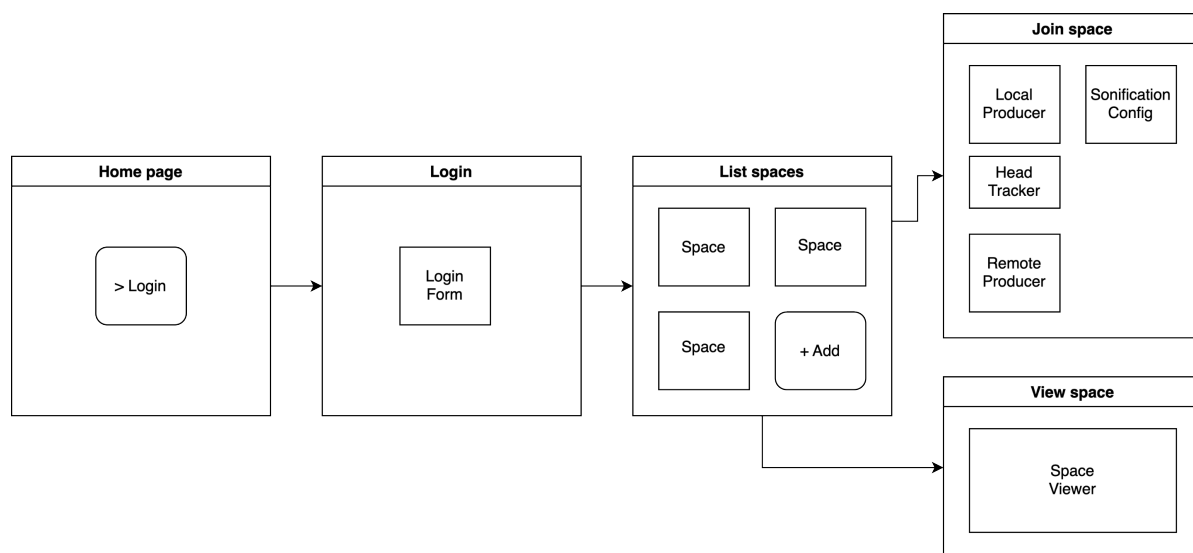 Home page
> Login
Login
Login
Form
List spaces
Space
Space
Space
+ Add
Join space
Local
Producer
Sonification
Config
Head
Tracker
Remote
Producer
View space
Space
Viewer